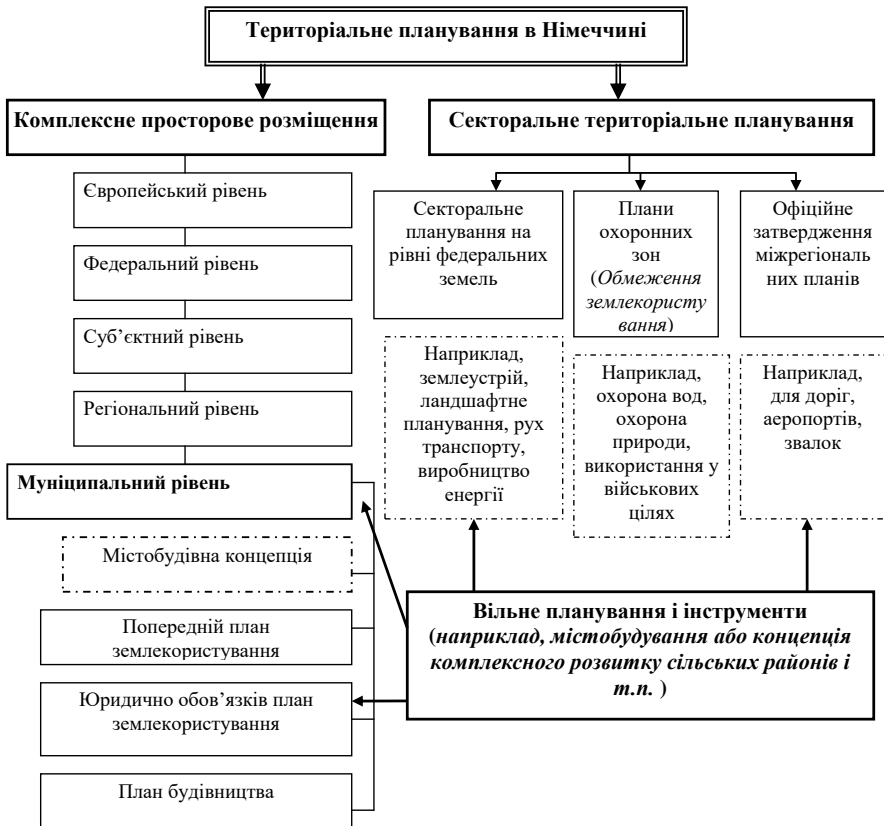 Територіальне планування в Німеччині
Комплексне просторове розміщення
Секторальне територіальне планування
Європейський рівень
Федеральний рівень
Суб’єктний рівень
Регіональний рівень
Муніципальний рівень
Містобудівна концепція
Попередній план
землекористування
Юридично обов’язків план
землекористування
План будівництва
Секторальне
планування на
рівні федеральних
земель
Плани
охоронних
зон
(Обмеження
землекористу
вання)
Офіційне
затвердження
міжрегіональ
них планів
Наприклад,
землеустрій,
ландшафтне
планування, рух
транспорту,
виробництво
енергії
Наприклад,
охорона вод,
охорона
природи,
використання у
військових
цілях
Наприклад,
для доріг,
аеропортів,
звалок
Вільне планування і інструменти
(наприклад, містобудування або концепція
комплексного розвитку сільських районів і
т.п. )